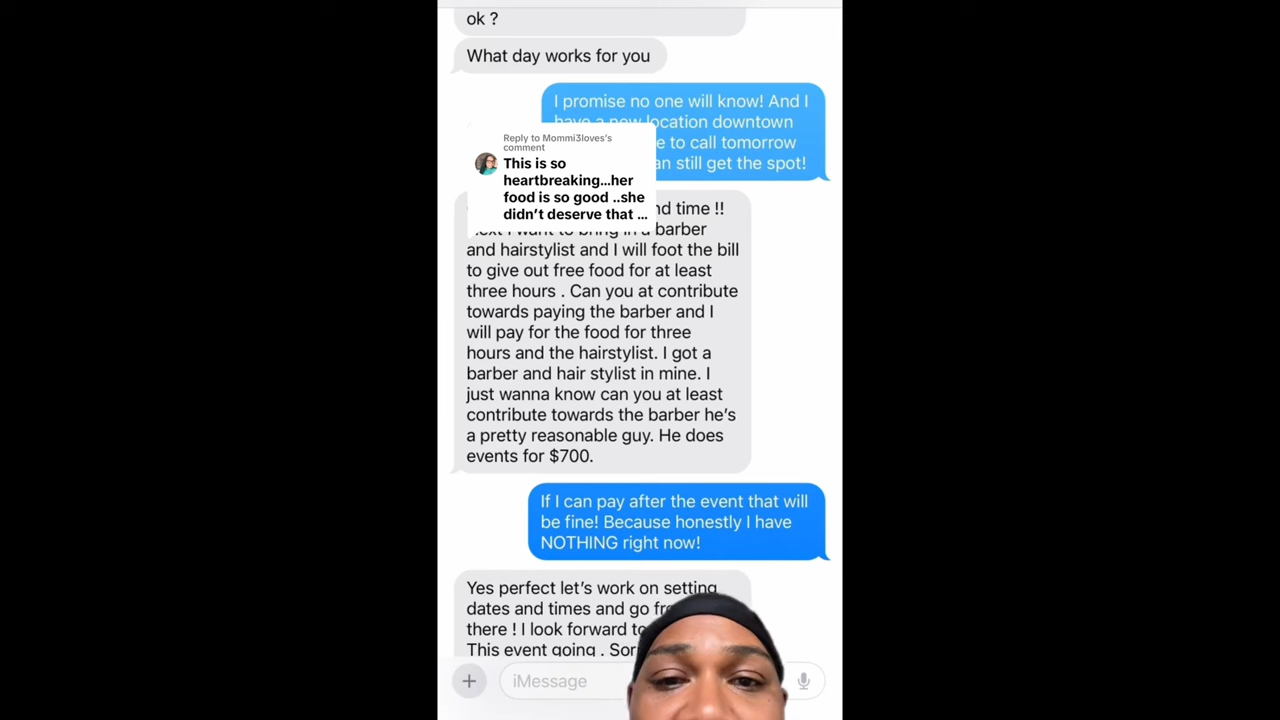 ok ?
What day works for you
I promise no one will know! And I
have a new location downtown
e to call tomorrow
an still get the spot!
Reply to Mommi3loves's
comment
This is so
heartbreaking...her
food is so good ..she
didn't deserve that ...
nd time !!
I want to bring in a barber
and hairstylist and I will foot the bill
to give out free food for at least
three hours . Can you at contribute
towards paying the barber and I
will pay for the food for three
hours and the hairstylist. I got a
barber and hair stylist in mine. I
just wanna know can you at least
contribute towards the barber he's
a pretty reasonable guy. He does
events for $700.
If I can pay after the event that will
be fine! Because honestly I have
NOTHING right now!
Yes perfect let's work on setting
dates and times and go
there ! I look forward
This event going .
iMessage